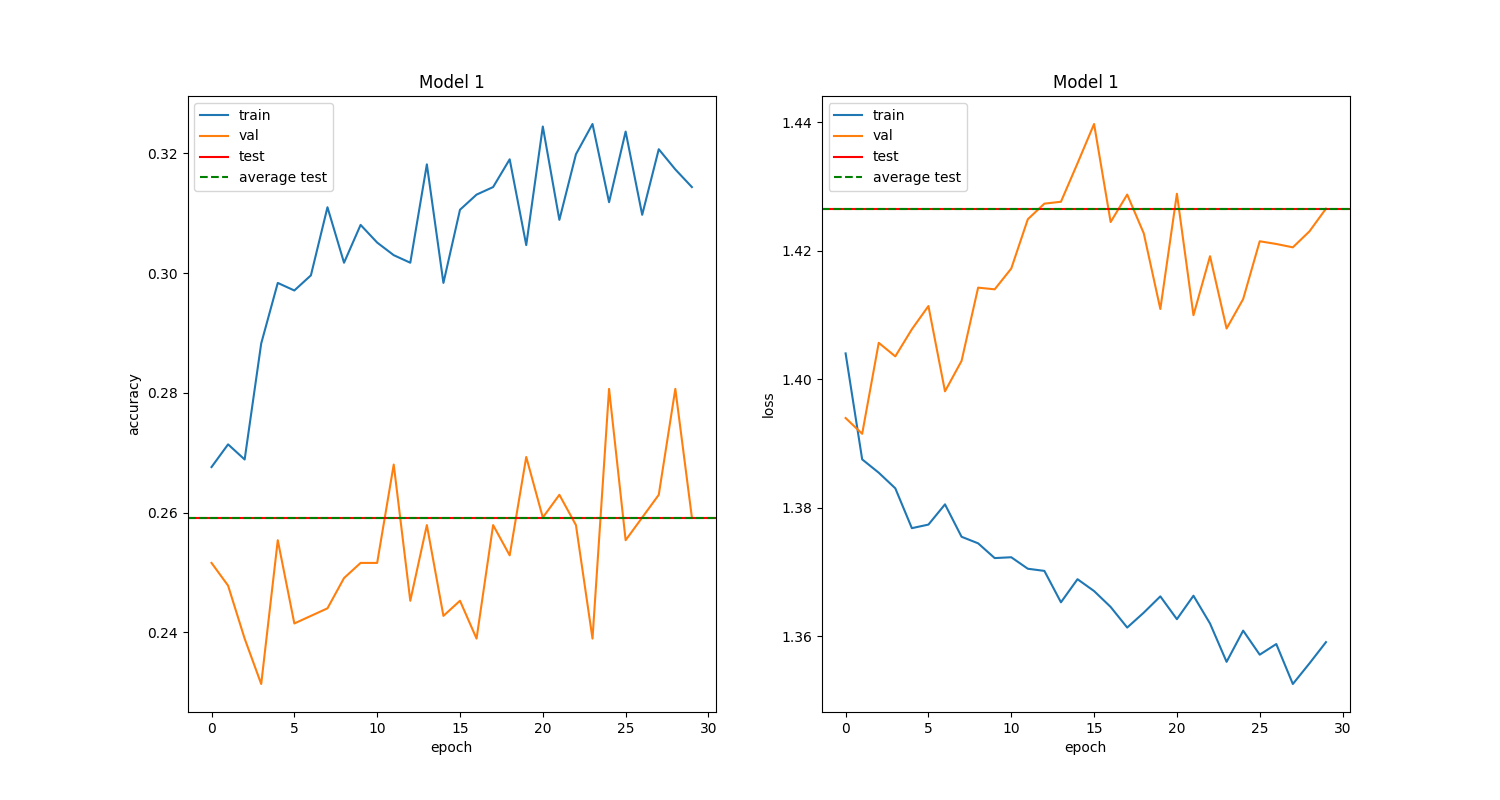 Model 1
train
val
test
average test
0.32
0.30
0.28
0.26
0.24
accuracy
0 5 10 15 20 25 30
epoch
Model 1
train
val
test
average test
1.44
1.42
1.40
1.38
1.36
loss
0 5 10 15 20 25 30
epoch